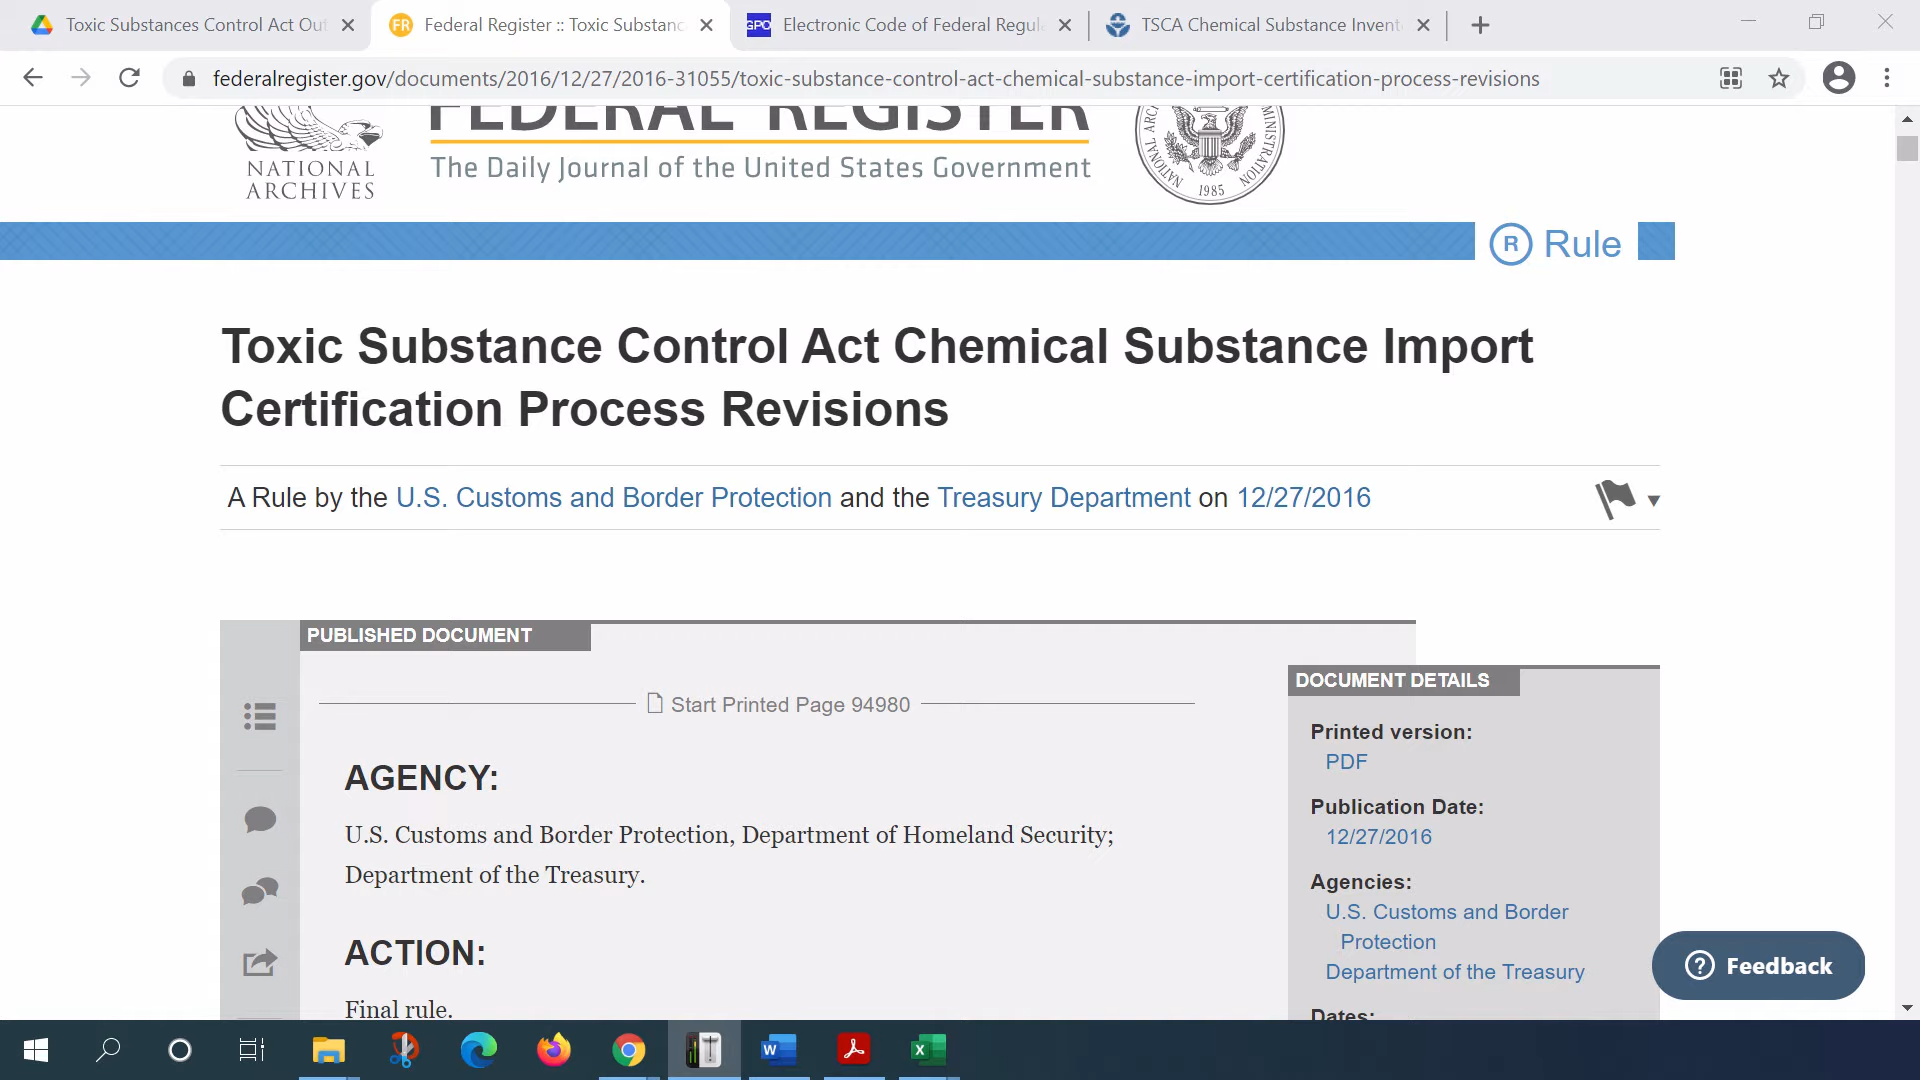 Toxic Substances Control Act Ou
Federal Register :: Toxic Substanc
GPO
Electronic Code of Federal Regul
TSCA Chemical Substance Invent
federalregister.gov/documents/2016/12/27/2016-31055/toxic-substance-control-act-chemical-substance-import-certification-process-revisions
FEDERAL REGISTER
The Daily Journal of the United States Government
NATIONAL
ARCHIVES
1985
R Rule
Toxic Substance Control Act Chemical Substance Import
Certification Process Revisions
A Rule by the U.S. Customs and Border Protection and the Treasury Department on 12/27/2016
PUBLISHED DOCUMENT
Start Printed Page 94980
AGENCY:
U.S. Customs and Border Protection, Department of Homeland Security;
Department of the Treasury.
ACTION:
Final rule.
DOCUMENT DETAILS
Printed version:
PDF
Publication Date:
12/27/2016
Agencies:
U.S. Customs and Border
Protection
Department of the Treasury
Dates:
Feedback